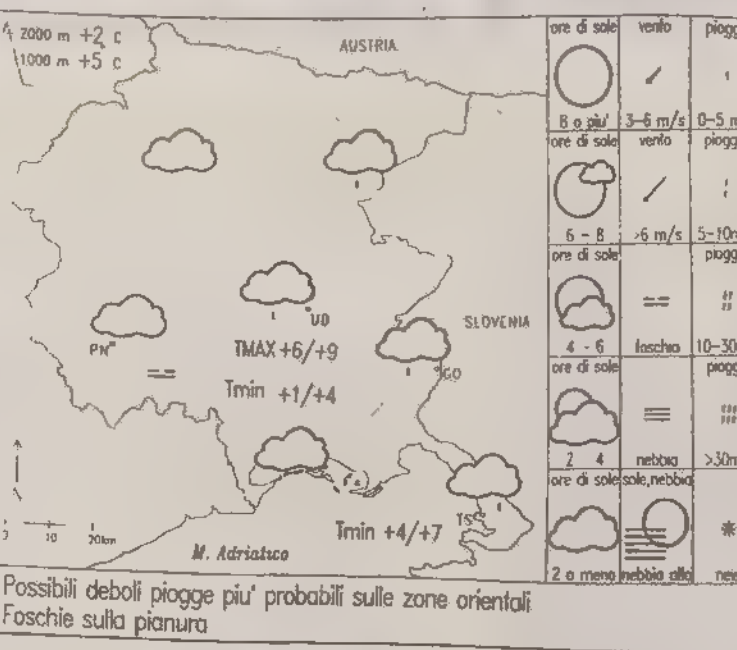 2000 m +2 c
1000 m +5 c
AUSTRIA
SLOVENIA
UD
PN
TMAX +6/+9
Tmin +1/+4
GO
TS
Tmin +4/+7
M. Adriatico
10 20km
ore di sole vento
8 o piu' 3-6 m/s 0-5
ore di sole vento
6 - 8 >6 m/s 5-10
ore di sole
4 - 6 foschia 10-30
ore di sole
2 4 nebbia >30
ore di sole sole,nebbia
2 o meno nebbia alta
Possibili deboli piogge piu' probabili sulle zone orientali
Foschie sulla pianura